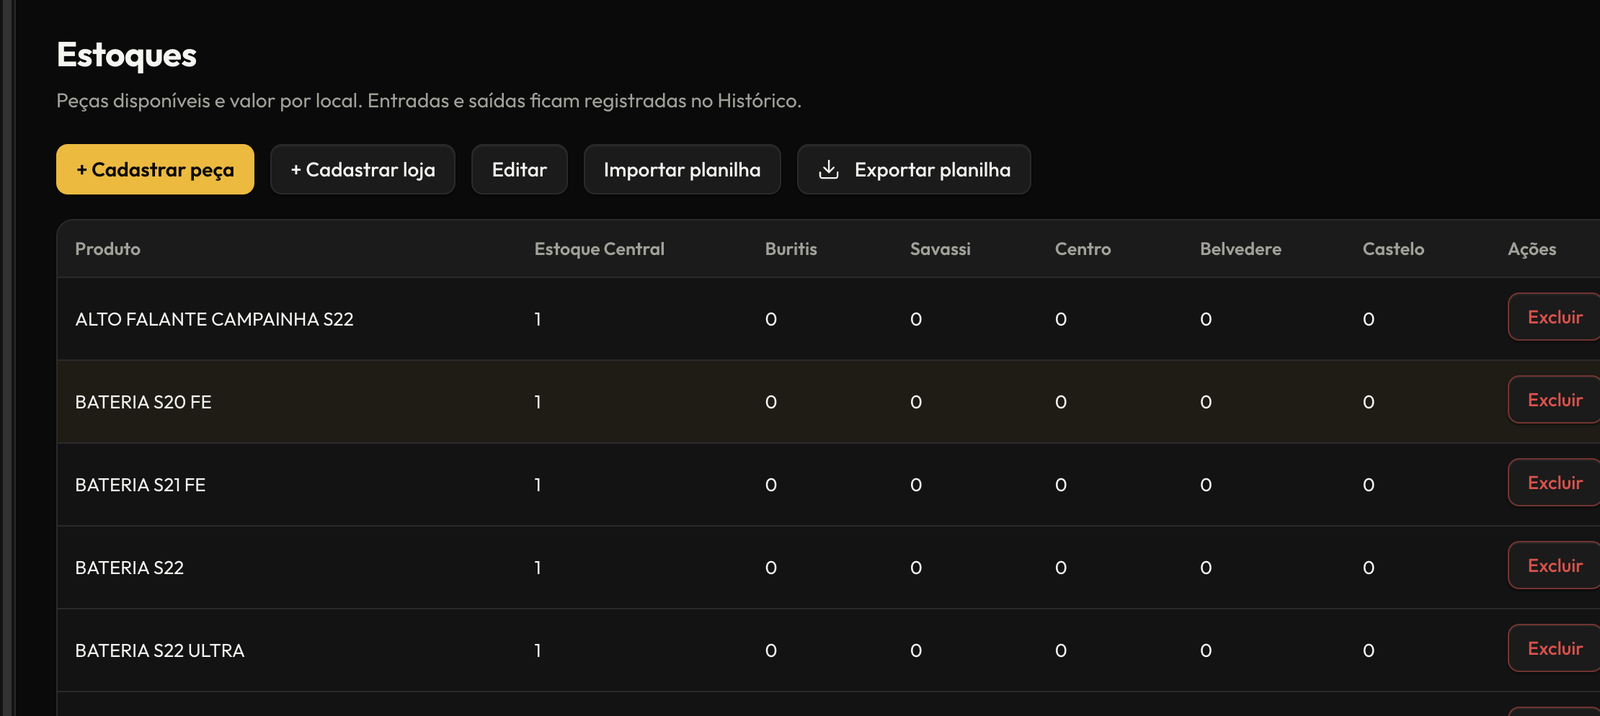 Estoques
Peças disponíveis e valor por local. Entradas e saídas ficam registradas no Histórico.
+ Cadastrar peça + Cadastrar loja Editar Importar planilha Exportar planilha
Produto Estoque Central Buritis Savassi Centro Belvedere Castelo Ações
ALTO FALANTE CAMPAINHA S22 1 0 0 0 0 0 Excluir
BATERIA S20 FE 1 0 0 0 0 0 Excluir
BATERIA S21 FE 1 0 0 0 0 0 Excluir
BATERIA S22 1 0 0 0 0 0 Excluir
BATERIA S22 ULTRA 1 0 0 0 0 0 Excluir